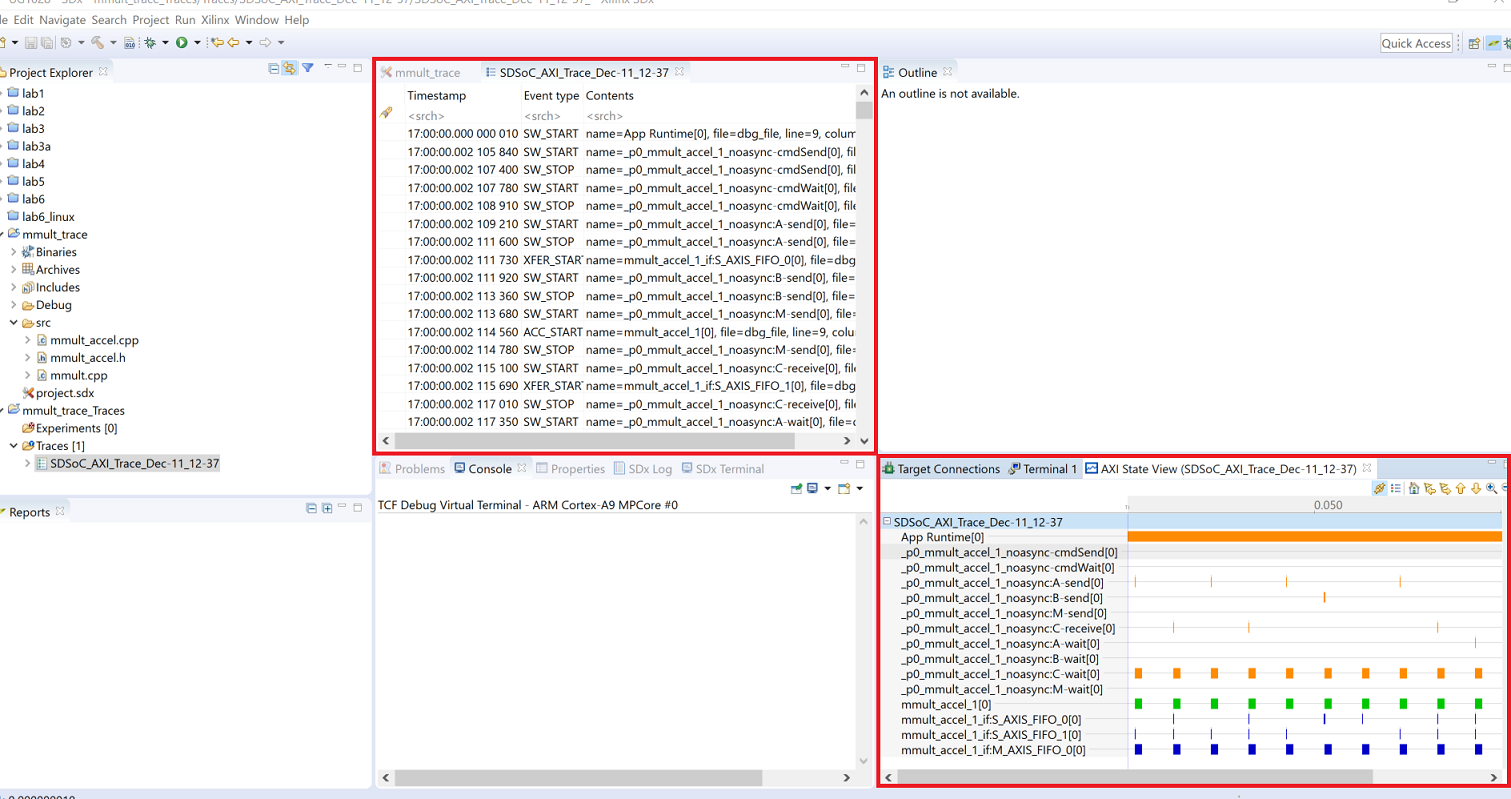 UG1028 - SDx - mmult_trace_Traces/Traces/SDSoC_AXI_Trace_Dec-11_12-37/SDSoC_AXI_Trace_Dec-11_12-37_ - Xilinx SDx
le Edit Navigate Search Project Run Xilinx Window Help
Quick Access
Project Explorer
lab1
lab2
lab3
lab3a
lab4
lab5
lab6
lab6_linux
mmult_trace
Binaries
Archives
Includes
Debug
src
mmult_accel.cpp
mmult_accel.h
mmult.cpp
project.sdx
mmult_trace_Traces
Experiments [0]
Traces [1]
SDSoC_AXI_Trace_Dec-11_12-37
Reports
mmult_trace SDSoC_AXI_Trace_Dec-11_12-37
Timestamp Event type Contents
<srch> <srch> <srch>
17:00:00.000 000 010 SW_START name=App Runtime[0], file=dbg_file, line=9, colum
17:00:00.002 105 840 SW_START name=_p0_mmult_accel_1_noasync-cmdSend[0], fil
17:00:00.002 107 400 SW_STOP name=_p0_mmult_accel_1_noasync-cmdSend[0], fil
17:00:00.002 107 780 SW_START name=_p0_mmult_accel_1_noasync-cmdWait[0], file
17:00:00.002 108 910 SW_STOP name=_p0_mmult_accel_1_noasync-cmdWait[0], file
17:00:00.002 109 210 SW_START name=_p0_mmult_accel_1_noasync:A-send[0], file=
17:00:00.002 111 600 SW_STOP name=_p0_mmult_accel_1_noasync:A-send[0], file=
17:00:00.002 111 730 XFER_STAR name=mmult_accel_1_if:S_AXIS_FIFO_0[0], file=dbg
17:00:00.002 111 920 SW_START name=_p0_mmult_accel_1_noasync:B-send[0], file=
17:00:00.002 113 360 SW_STOP name=_p0_mmult_accel_1_noasync:B-send[0], file=
17:00:00.002 113 680 SW_START name=_p0_mmult_accel_1_noasync:M-send[0], file=
17:00:00.002 114 560 ACC_START name=mmult_accel_1[0], file=dbg_file, line=9, colu
17:00:00.002 114 780 SW_STOP name=_p0_mmult_accel_1_noasync:M-send[0], file=
17:00:00.002 115 100 SW_START name=_p0_mmult_accel_1_noasync:C-receive[0], file
17:00:00.002 115 690 XFER_STAR name=mmult_accel_1_if:S_AXIS_FIFO_1[0], file=dbg
17:00:00.002 117 010 SW_STOP name=_p0_mmult_accel_1_noasync:C-receive[0], file
17:00:00.002 117 350 SW_START name=_p0_mmult_accel_1_noasync:A-wait[0], file=c
Outline
An outline is not available.
Problems Console Properties SDx Log SDx Terminal
TCF Debug Virtual Terminal - ARM Cortex-A9 MPCore #0
Target Connections Terminal 1 AXI State View (SDSoC_AXI_Trace_Dec-11_12-37)
0.050
SDSoC_AXI_Trace_Dec-11_12-37
App Runtime[0]
_p0_mmult_accel_1_noasync-cmdSend[0]
_p0_mmult_accel_1_noasync-cmdWait[0]
_p0_mmult_accel_1_noasync:A-send[0]
_p0_mmult_accel_1_noasync:B-send[0]
_p0_mmult_accel_1_noasync:M-send[0]
_p0_mmult_accel_1_noasync:C-receive[0]
_p0_mmult_accel_1_noasync:A-wait[0]
_p0_mmult_accel_1_noasync:B-wait[0]
_p0_mmult_accel_1_noasync:C-wait[0]
_p0_mmult_accel_1_noasync:M-wait[0]
mmult_accel_1[0]
mmult_accel_1_if:S_AXIS_FIFO_0[0]
mmult_accel_1_if:S_AXIS_FIFO_1[0]
mmult_accel_1_if:M_AXIS_FIFO_0[0]